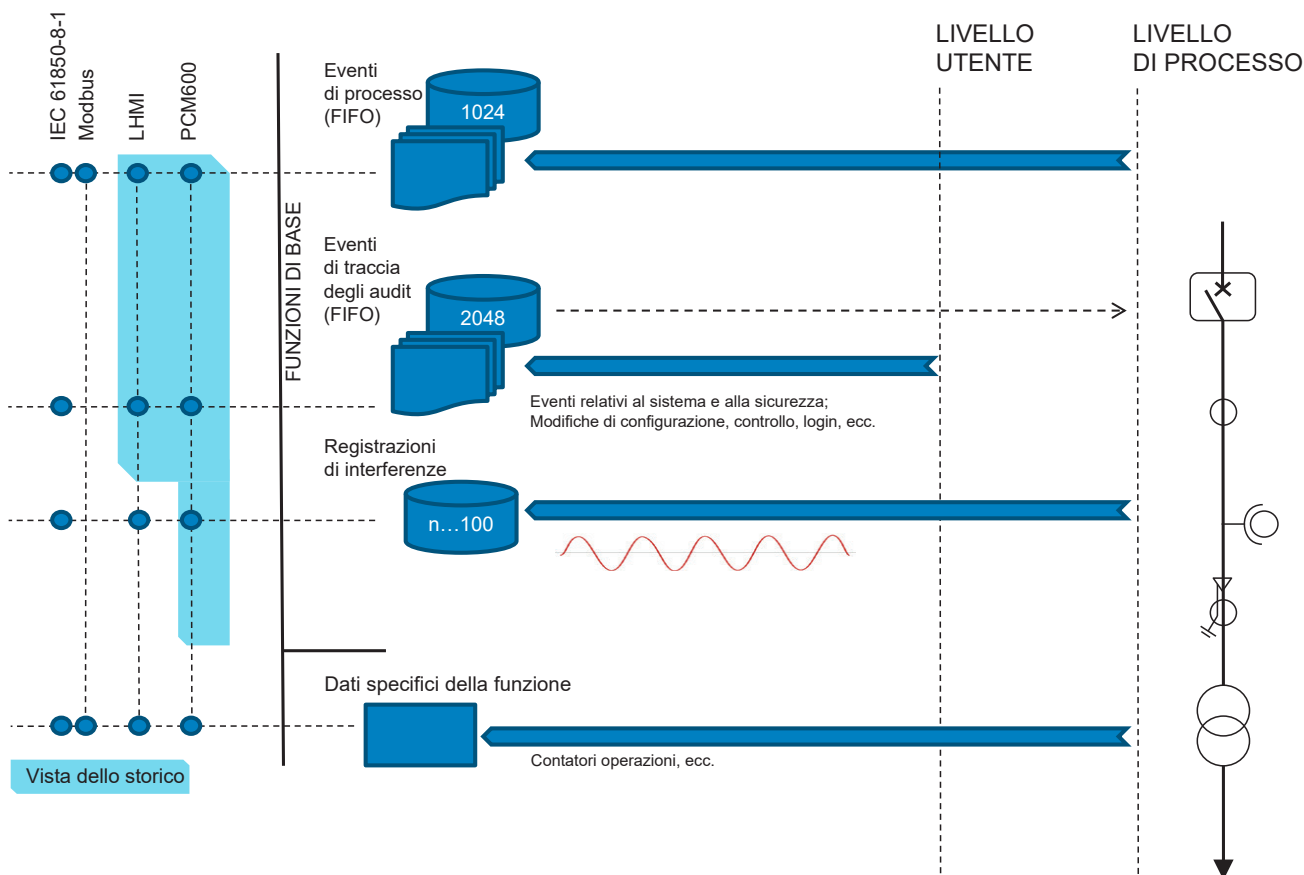 LIVELLO
UTENTE
LIVELLO
DI PROCESSO
IEC 61850-8-1
Modbus
LHMI
PCM600
FUNZIONI DI BASE
Eventi
di processo
(FIFO)
1024
Eventi
di traccia
degli audit
(FIFO)
2048
Eventi relativi al sistema e alla sicurezza;
Modifiche di configurazione, controllo, login, ecc.
Registrazioni
di interferenze
n...100
Dati specifici della funzione
Contatori operazioni, ecc.
Vista dello storico